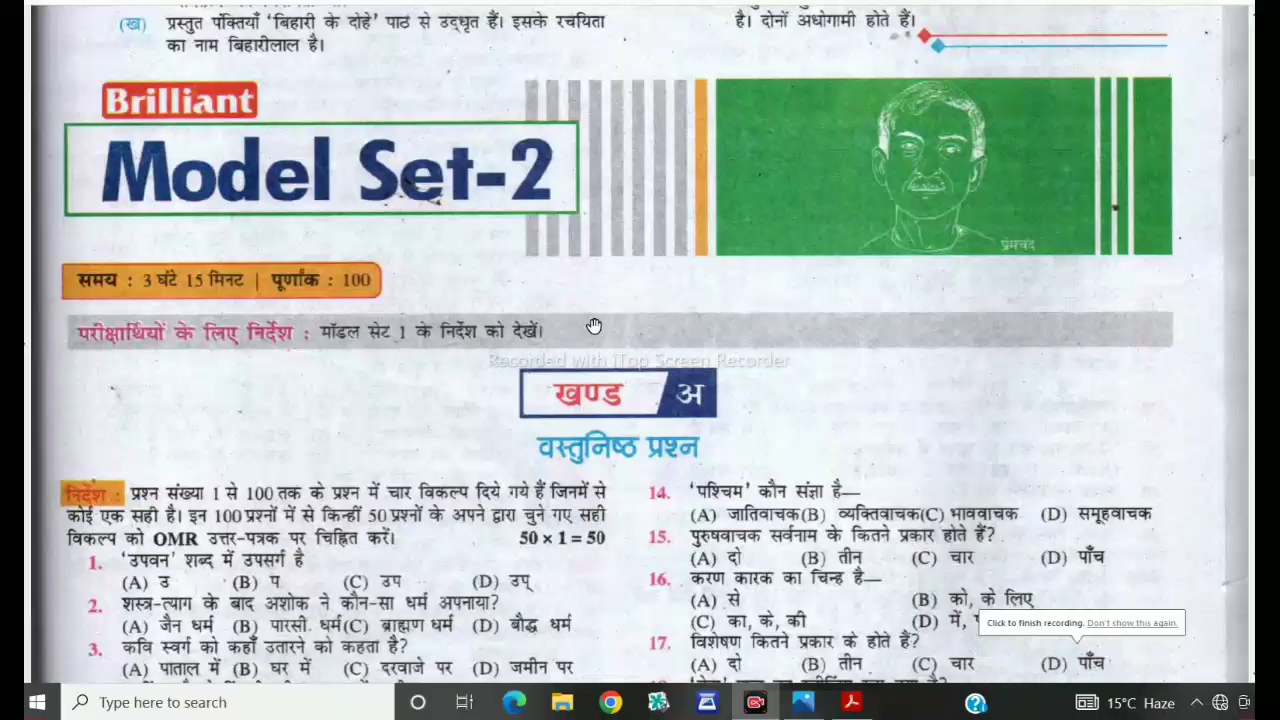 (ख) प्रस्तुत पंक्तियाँ 'बिहारी के दोहे' पाठ से उद्धृत हैं। इसके रचयिता
का नाम बिहारीलाल है।
है। दोनों अधोगामी होते हैं।
Brilliant
Model Set-2
प्रेमचंद
समय : 3 घंटे 15 मिनट | पूर्णांक : 100
परीक्षार्थियों के लिए निर्देश : मॉडल सेट 1 के निर्देश को देखें।
Recorded with iTop Screen Recorder
खण्ड अ
वस्तुनिष्ठ प्रश्न
निर्देश : प्रश्न संख्या 1 से 100 तक के प्रश्न में चार विकल्प दिये गये हैं जिनमें से
कोई एक सही है। इन 100 प्रश्नों में से किन्हीं 50 प्रश्नों के अपने द्वारा चुने गए सही
विकल्प को OMR उत्तर-पत्रक पर चिह्नित करें। 50 × 1 = 50
1. 'उपवन' शब्द में उपसर्ग है
(A) उ (B) प (C) उप (D) उप्
2. शस्त्र-त्याग के बाद अशोक ने कौन-सा धर्म अपनाया?
(A) जैन धर्म (B) पारसी धर्म (C) ब्राह्मण धर्म (D) बौद्ध धर्म
3. कवि स्वर्ग को कहाँ उतारने को कहता है?
(A) पाताल में (B) घर में (C) दरवाजे पर (D) जमीन पर
14. 'पश्चिम' कौन संज्ञा है—
(A) जातिवाचक (B) व्यक्तिवाचक (C) भाववाचक (D) समूहवाचक
15. पुरुषवाचक सर्वनाम के कितने प्रकार होते हैं?
(A) दो (B) तीन (C) चार (D) पाँच
16. करण कारक का चिन्ह है—
(A) से (B) को, के लिए
(C) का, के, की (D) में,
17. विशेषण कितने प्रकार के होते हैं?
(A) दो (B) तीन (C) चार (D) पाँच
Click to finish recording. Don't show this again.
Type here to search
15°C Haze